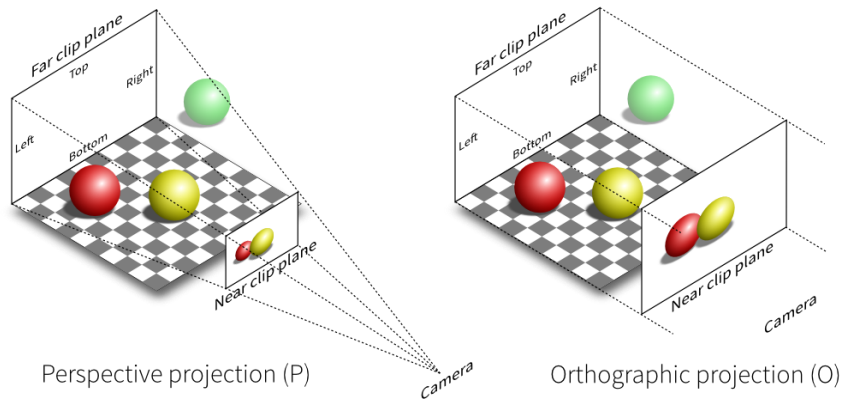 Far clip plane
Top
Right
Left
Bottom
Near clip plane
Camera
Perspective projection (P)
Far clip plane
Top
Right
Left
Bottom
Near clip plane
Camera
Orthographic projection (O)